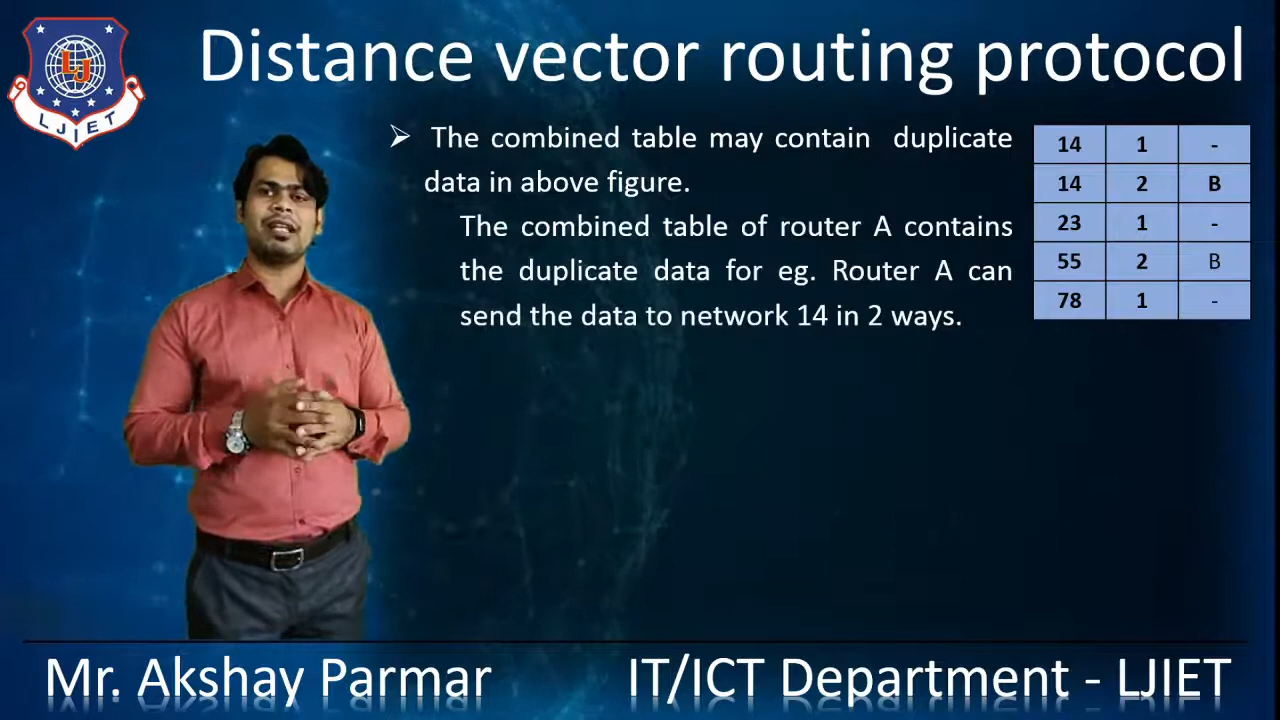 Distance vector routing protocol
LJ
LJIET
➢ The combined table may contain duplicate
data in above figure.
The combined table of router A contains
the duplicate data for eg. Router A can
send the data to network 14 in 2 ways.
14 1 -
14 2 B
23 1 -
55 2 B
78 1 -
Mr. Akshay Parmar
IT/ICT Department - LJIET